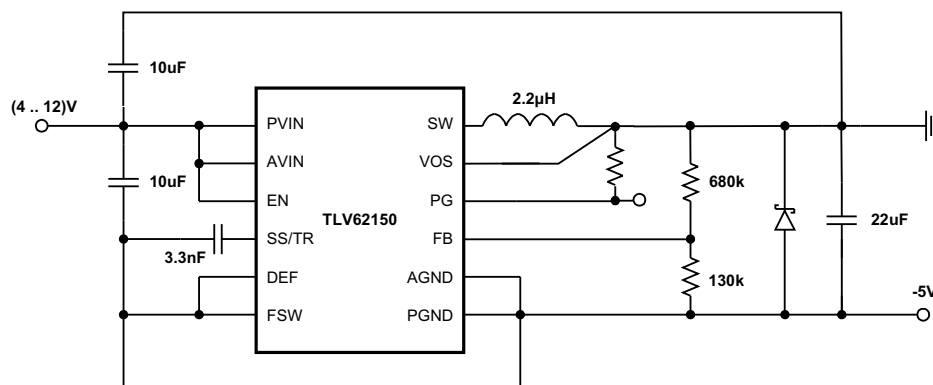 10uF
(4 .. 12)V
10uF
3.3nF
PVIN
AVIN
EN
SS/TR
DEF
FSW
TLV62150
SW
VOS
PG
FB
AGND
PGND
2.2µH
680k
130k
22uF
-5V